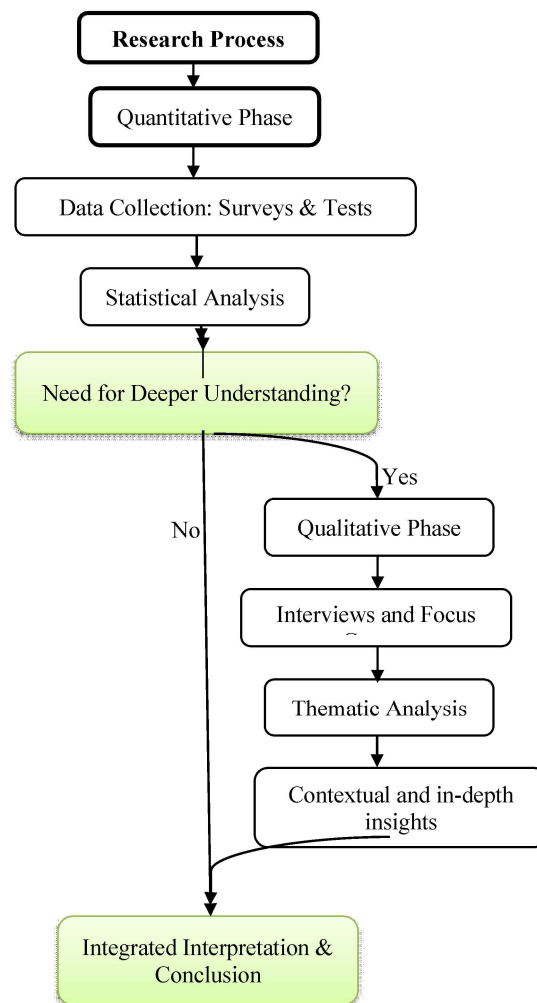 Research Process
Quantitative Phase
Data Collection: Surveys & Tests
Statistical Analysis
Need for Deeper Understanding?
Yes
No
Qualitative Phase
Interviews and Focus
Thematic Analysis
Contextual and in-depth
insights
Integrated Interpretation &
Conclusion